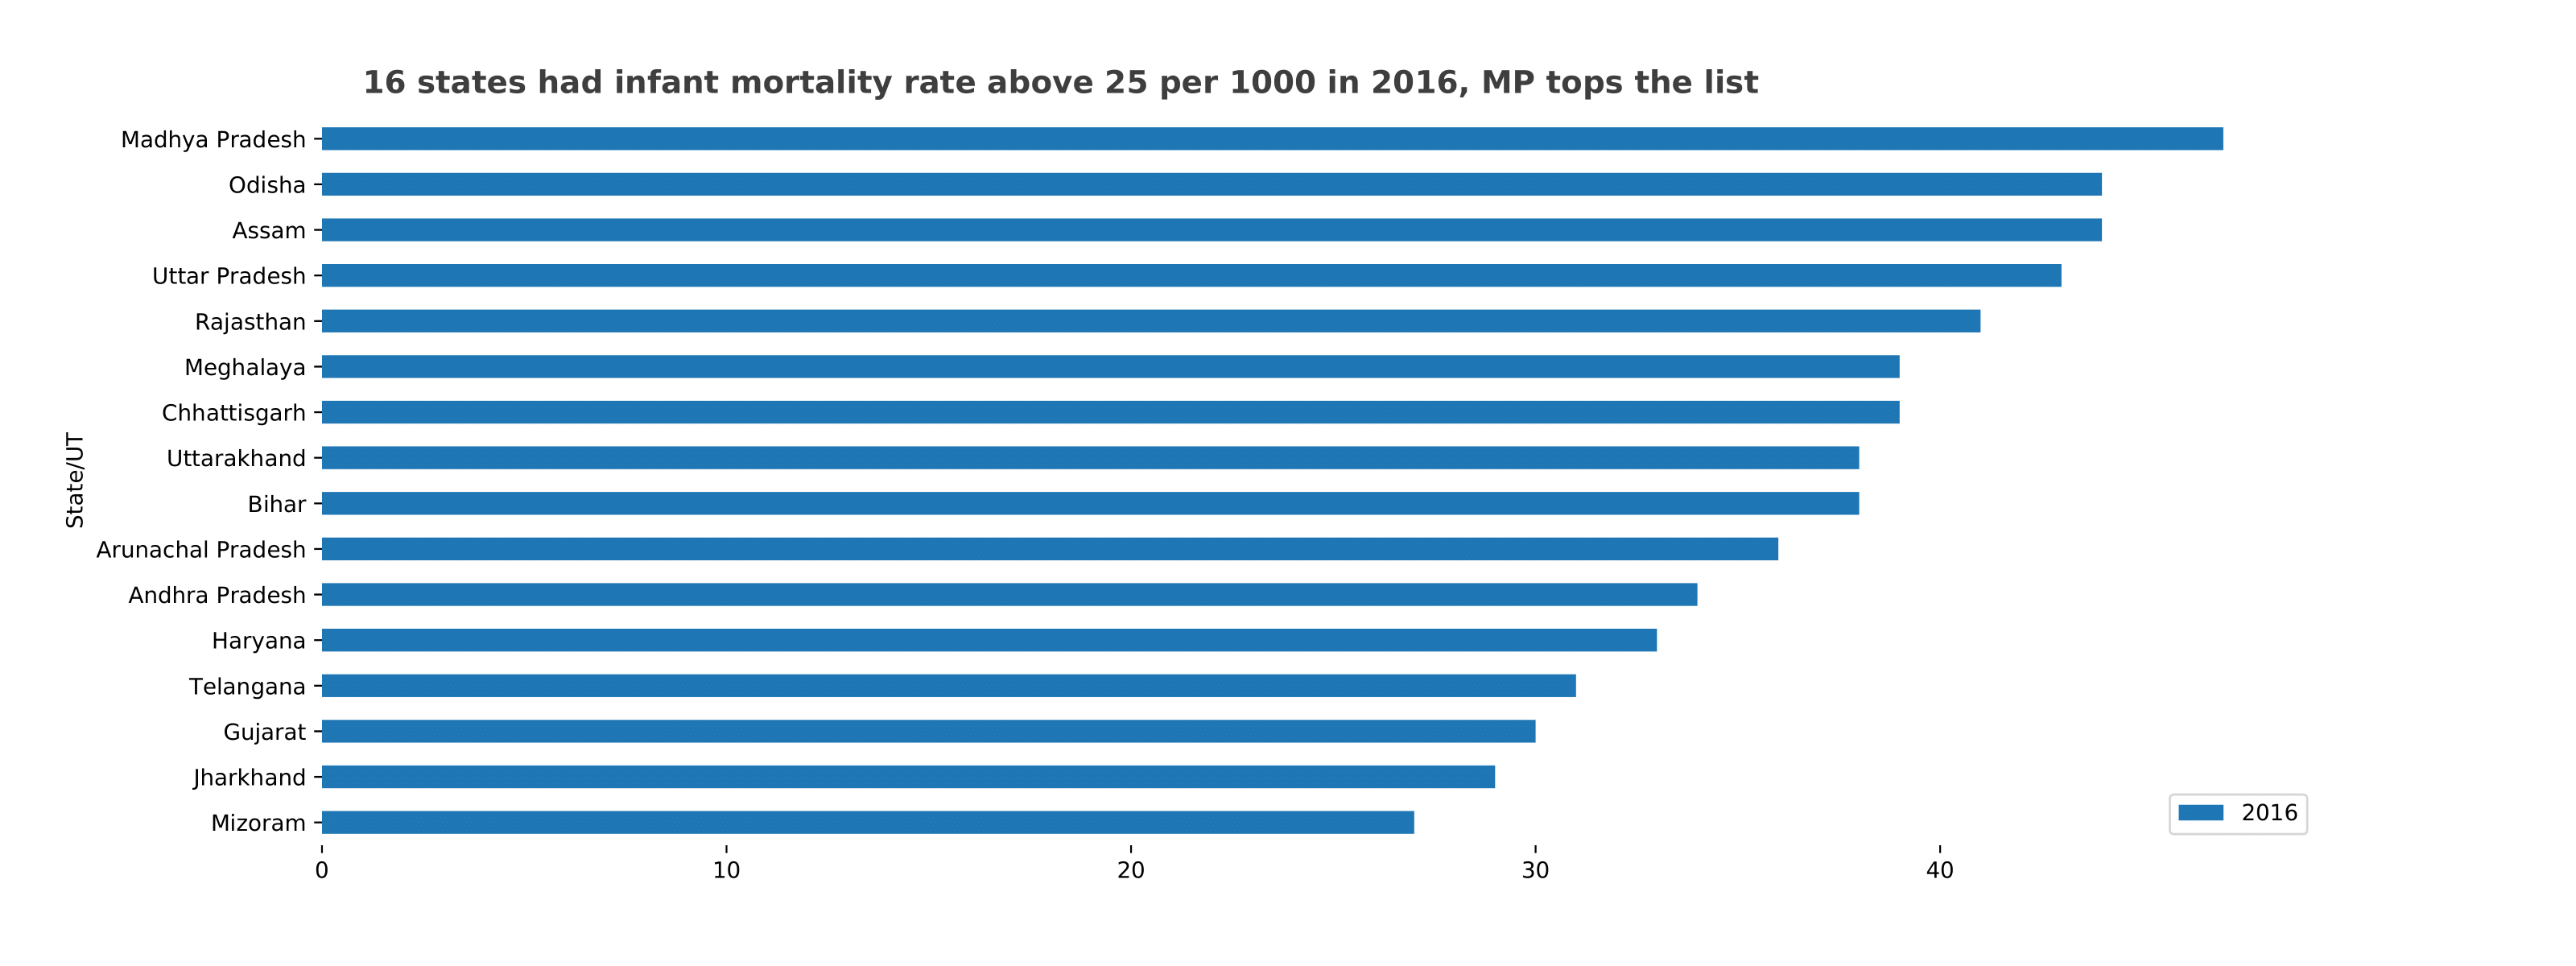 16 states had infant mortality rate above 25 per 1000 in 2016, MP tops the list
State/UT
Madhya Pradesh
Odisha
Assam
Uttar Pradesh
Rajasthan
Meghalaya
Chhattisgarh
Uttarakhand
Bihar
Arunachal Pradesh
Andhra Pradesh
Haryana
Telangana
Gujarat
Jharkhand
Mizoram
2016
0 10 20 30 40